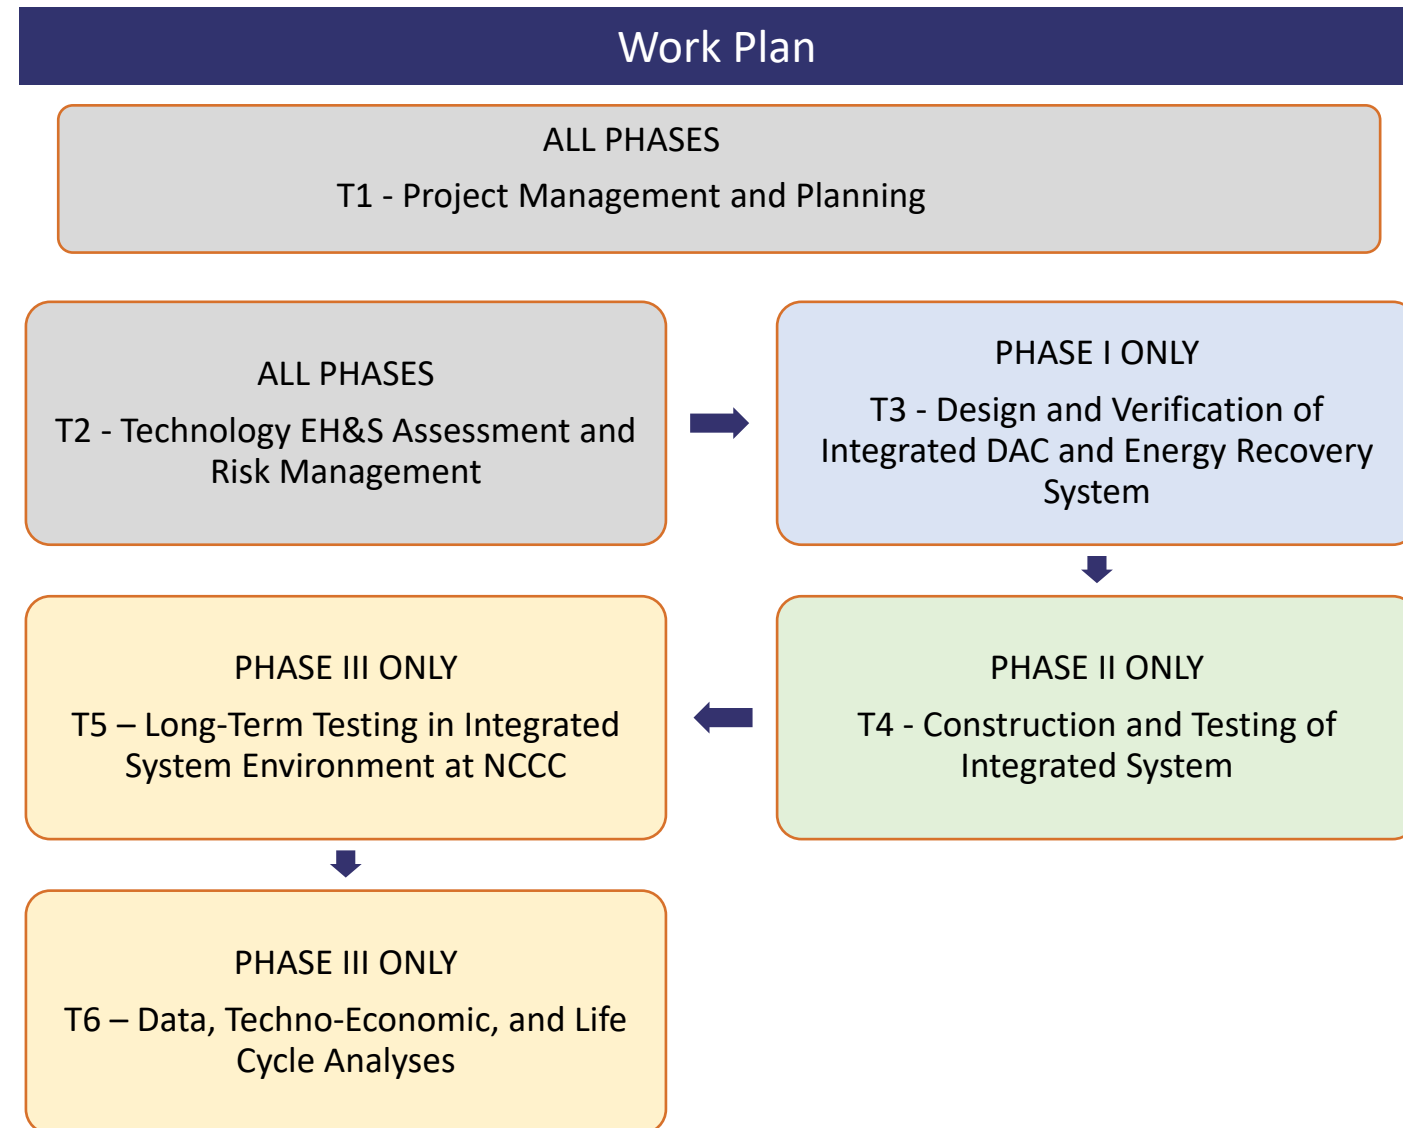 Work Plan
ALL PHASES
T1 - Project Management and Planning
ALL PHASES
T2 - Technology EH&S Assessment and
Risk Management
PHASE I ONLY
T3 - Design and Verification of
Integrated DAC and Energy Recovery
System
PHASE II ONLY
T4 - Construction and Testing of
Integrated System
PHASE III ONLY
T5 – Long-Term Testing in Integrated
System Environment at NCCC
PHASE III ONLY
T6 – Data, Techno-Economic, and Life
Cycle Analyses